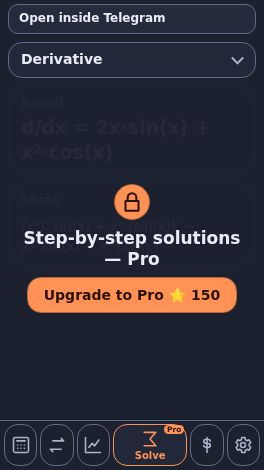 Open inside Telegram
Derivative
Result
d/dx = 2x·sin(x) +
x²·cos(x)
Steps
Step-by-step solutions
— Pro
Upgrade to Pro ⭐ 150
Pro
Solve
$